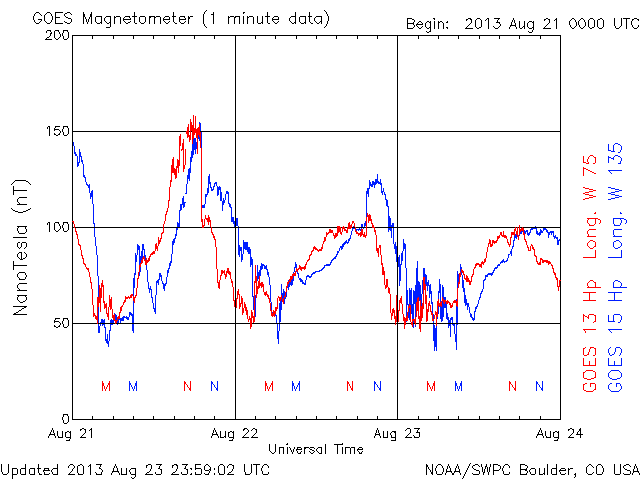 GOES Magnetometer (1 minute data)
Begin: 2013 Aug 21 0000 UTC
200
150
100
50
0
NanoTesla (nT)
M M N N M M N N M M N N
Aug 21 Aug 22 Aug 23 Aug 24
Universal Time
GOES 13 Hp Long. W 75
GOES 15 Hp Long. W 135
Updated 2013 Aug 23 23:59:02 UTC
NOAA/SWPC Boulder, CO USA